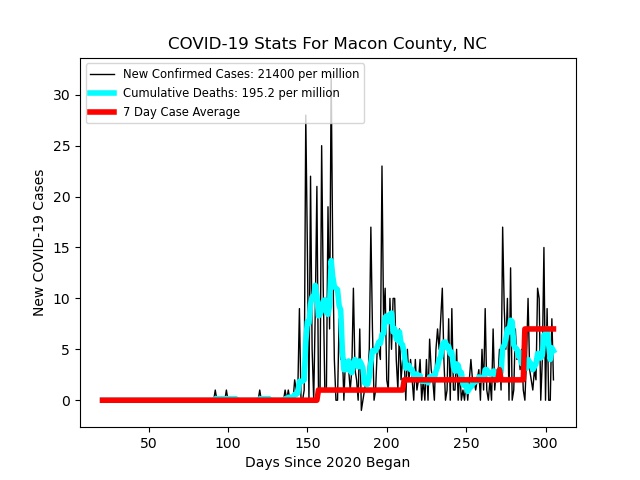 COVID-19 Stats For Macon County, NC
New Confirmed Cases: 21400 per million
Cumulative Deaths: 195.2 per million
7 Day Case Average
New COVID-19 Cases
30
25
20
15
10
5
0
50 100 150 200 250 300
Days Since 2020 Began